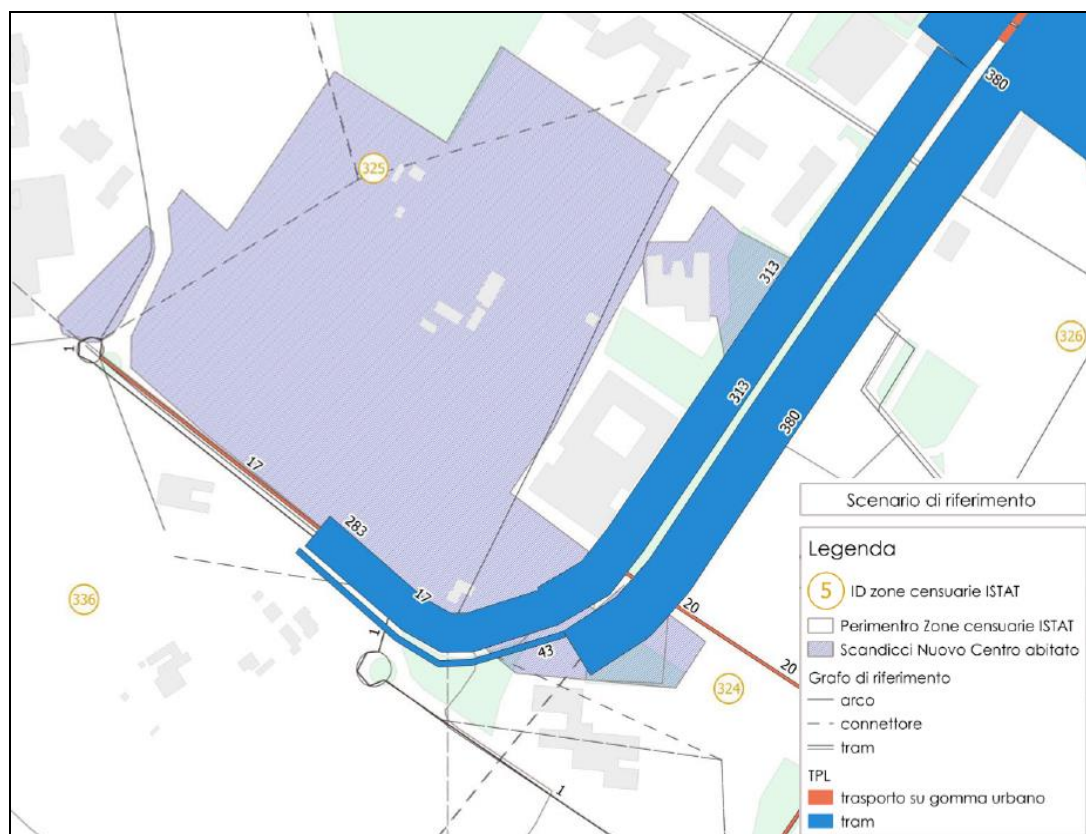 380
325
313
326
1
313
380
17
Scenario di riferimento
283
Legenda
5 ID zone censuarie ISTAT
17
336
20
Perimentro Zone censuarie ISTAT
1
43
20
Scandicci Nuovo Centro abitato
324
Grafo di riferimento
arco
connettore
tram
TPL
1
trasporto su gomma urbano
tram